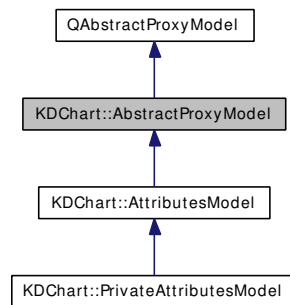 QAbstractProxyModel
KDChart::AbstractProxyModel
KDChart::AttributesModel
KDChart::PrivateAttributesModel